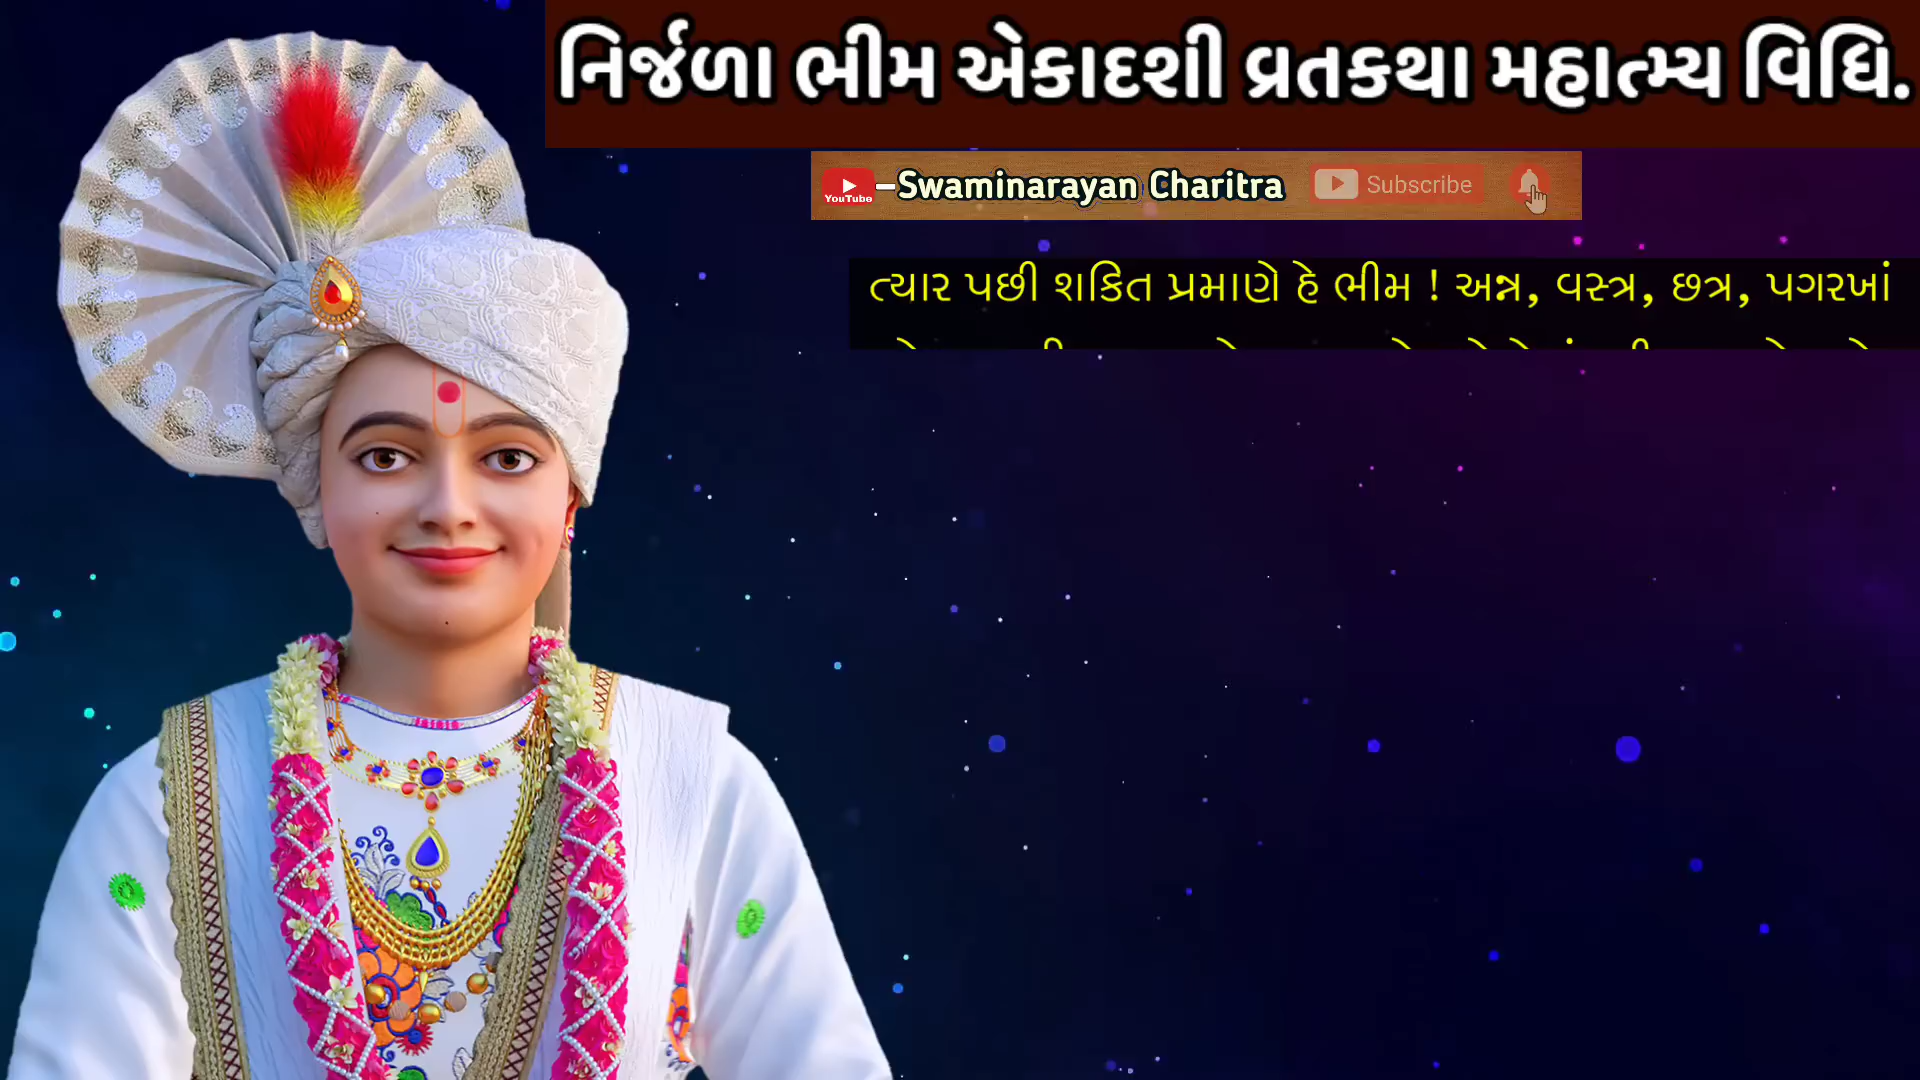 નિર્જળા ભીમ એકાદશી વ્રતકથા મહાત્મ્ય વિધિ.
YouTube –Swaminarayan Charitra Subscribe
ત્યાર પછી શકિત પ્રમાણે હે ભીમ ! અન્ન, વસ્ત્ર, છત્ર, પગરખાં